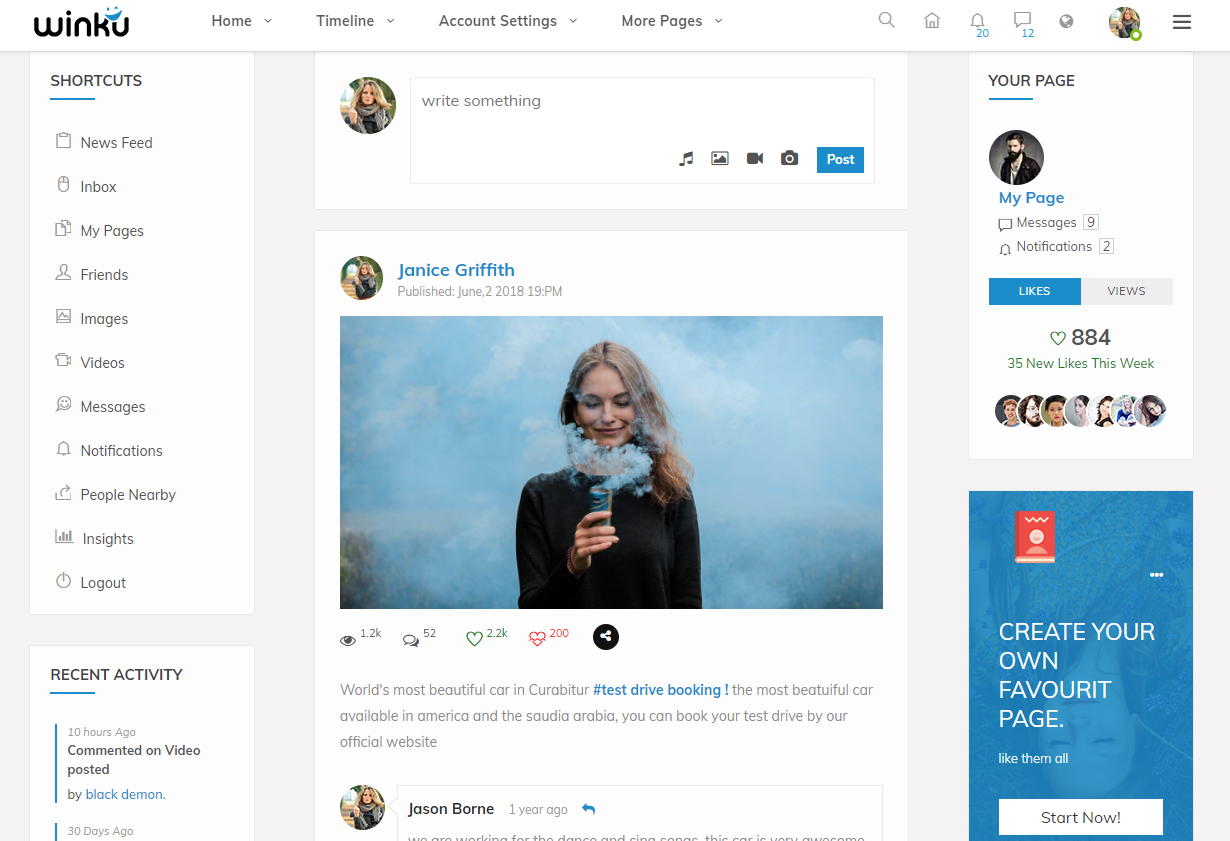 winku
Home
Timeline
Account Settings
More Pages
20
12
SHORTCUTS
News Feed
Inbox
My Pages
Friends
Images
Videos
Messages
Notifications
People Nearby
Insights
Logout
RECENT ACTIVITY
10 hours Ago
Commented on Video
posted
by black demon.
30 Days Ago
write something
Post
Janice Griffith
Published: June,2 2018 19:PM
1.2k
52
2.2k
200
World's most beautiful car in Curabitur #test drive booking ! the most beatuiful car
available in america and the saudia arabia, you can book your test drive by our
official website
Jason Borne 1 year ago
we are working for the dance and sing songs. this car is very awesome
YOUR PAGE
My Page
Messages 9
Notifications 2
LIKES
VIEWS
884
35 New Likes This Week
CREATE YOUR
OWN
FAVOURIT
PAGE.
like them all
Start Now!